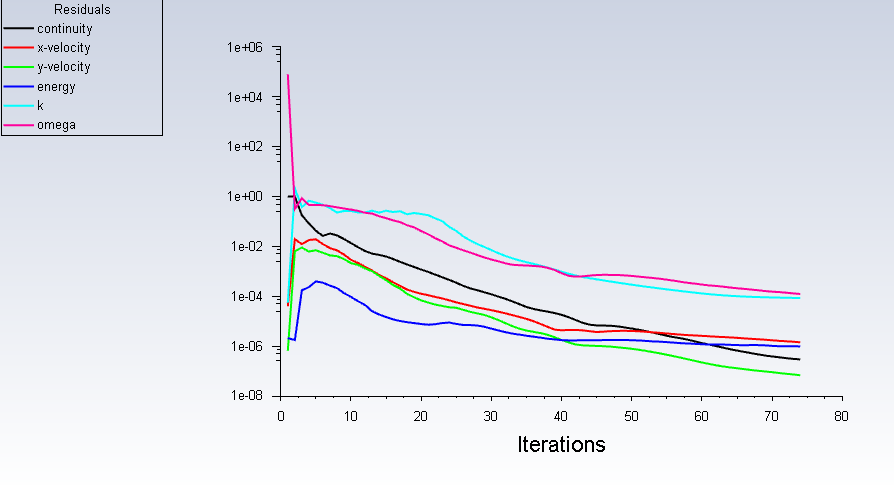 Residuals
continuity
x-velocity
y-velocity
energy
k
omega
1e+06
1e+04
1e+02
1e+00
1e-02
1e-04
1e-06
1e-08
0 10 20 30 40 50 60 70 80
Iterations